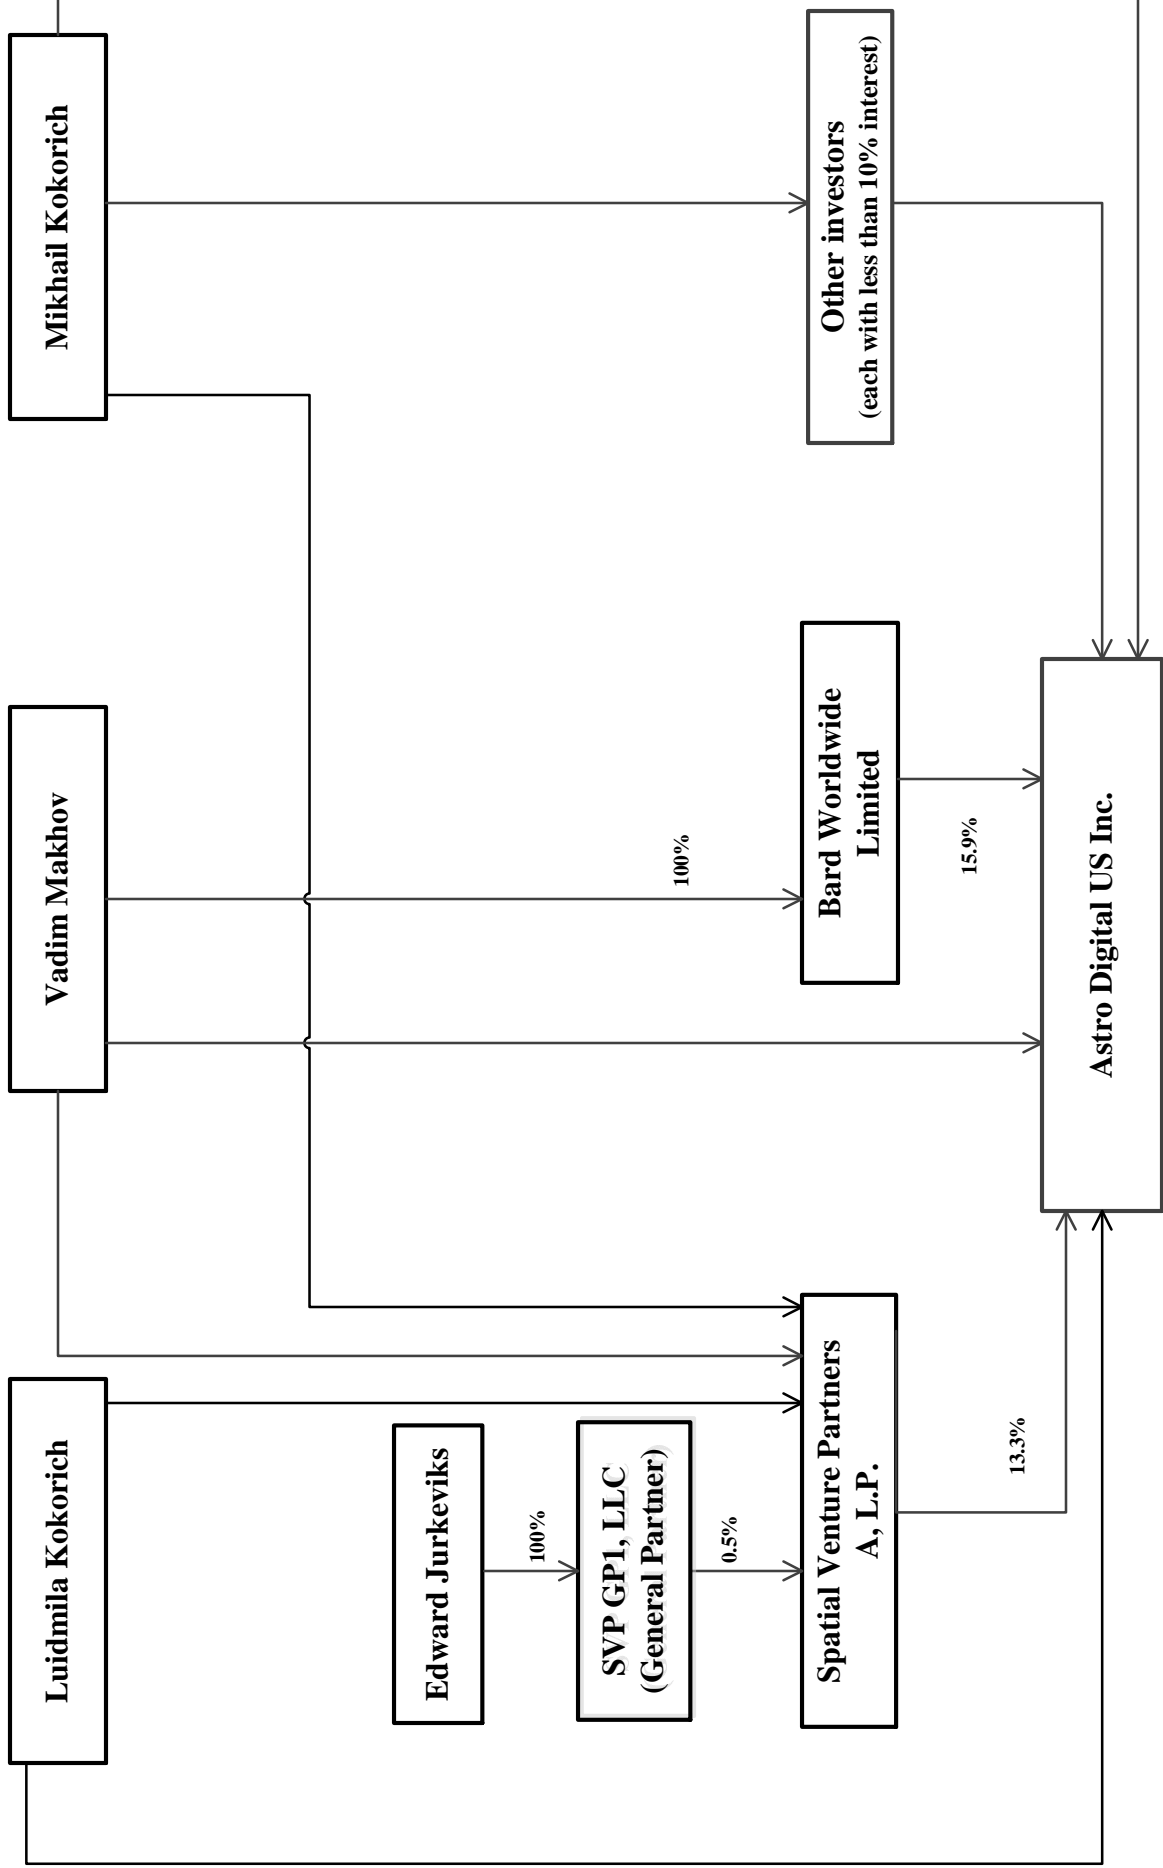 Luidmila Kokorich
Vadim Makhov
Mikhail Kokorich
Edward Jurkeviks
100%
SVP GP1, LLC
(General Partner)
0.5%
100%
Spatial Venture Partners
A, L.P.
Bard Worldwide
Limited
Other investors
(each with less than 10% interest)
13.3%
15.9%
Astro Digital US Inc.